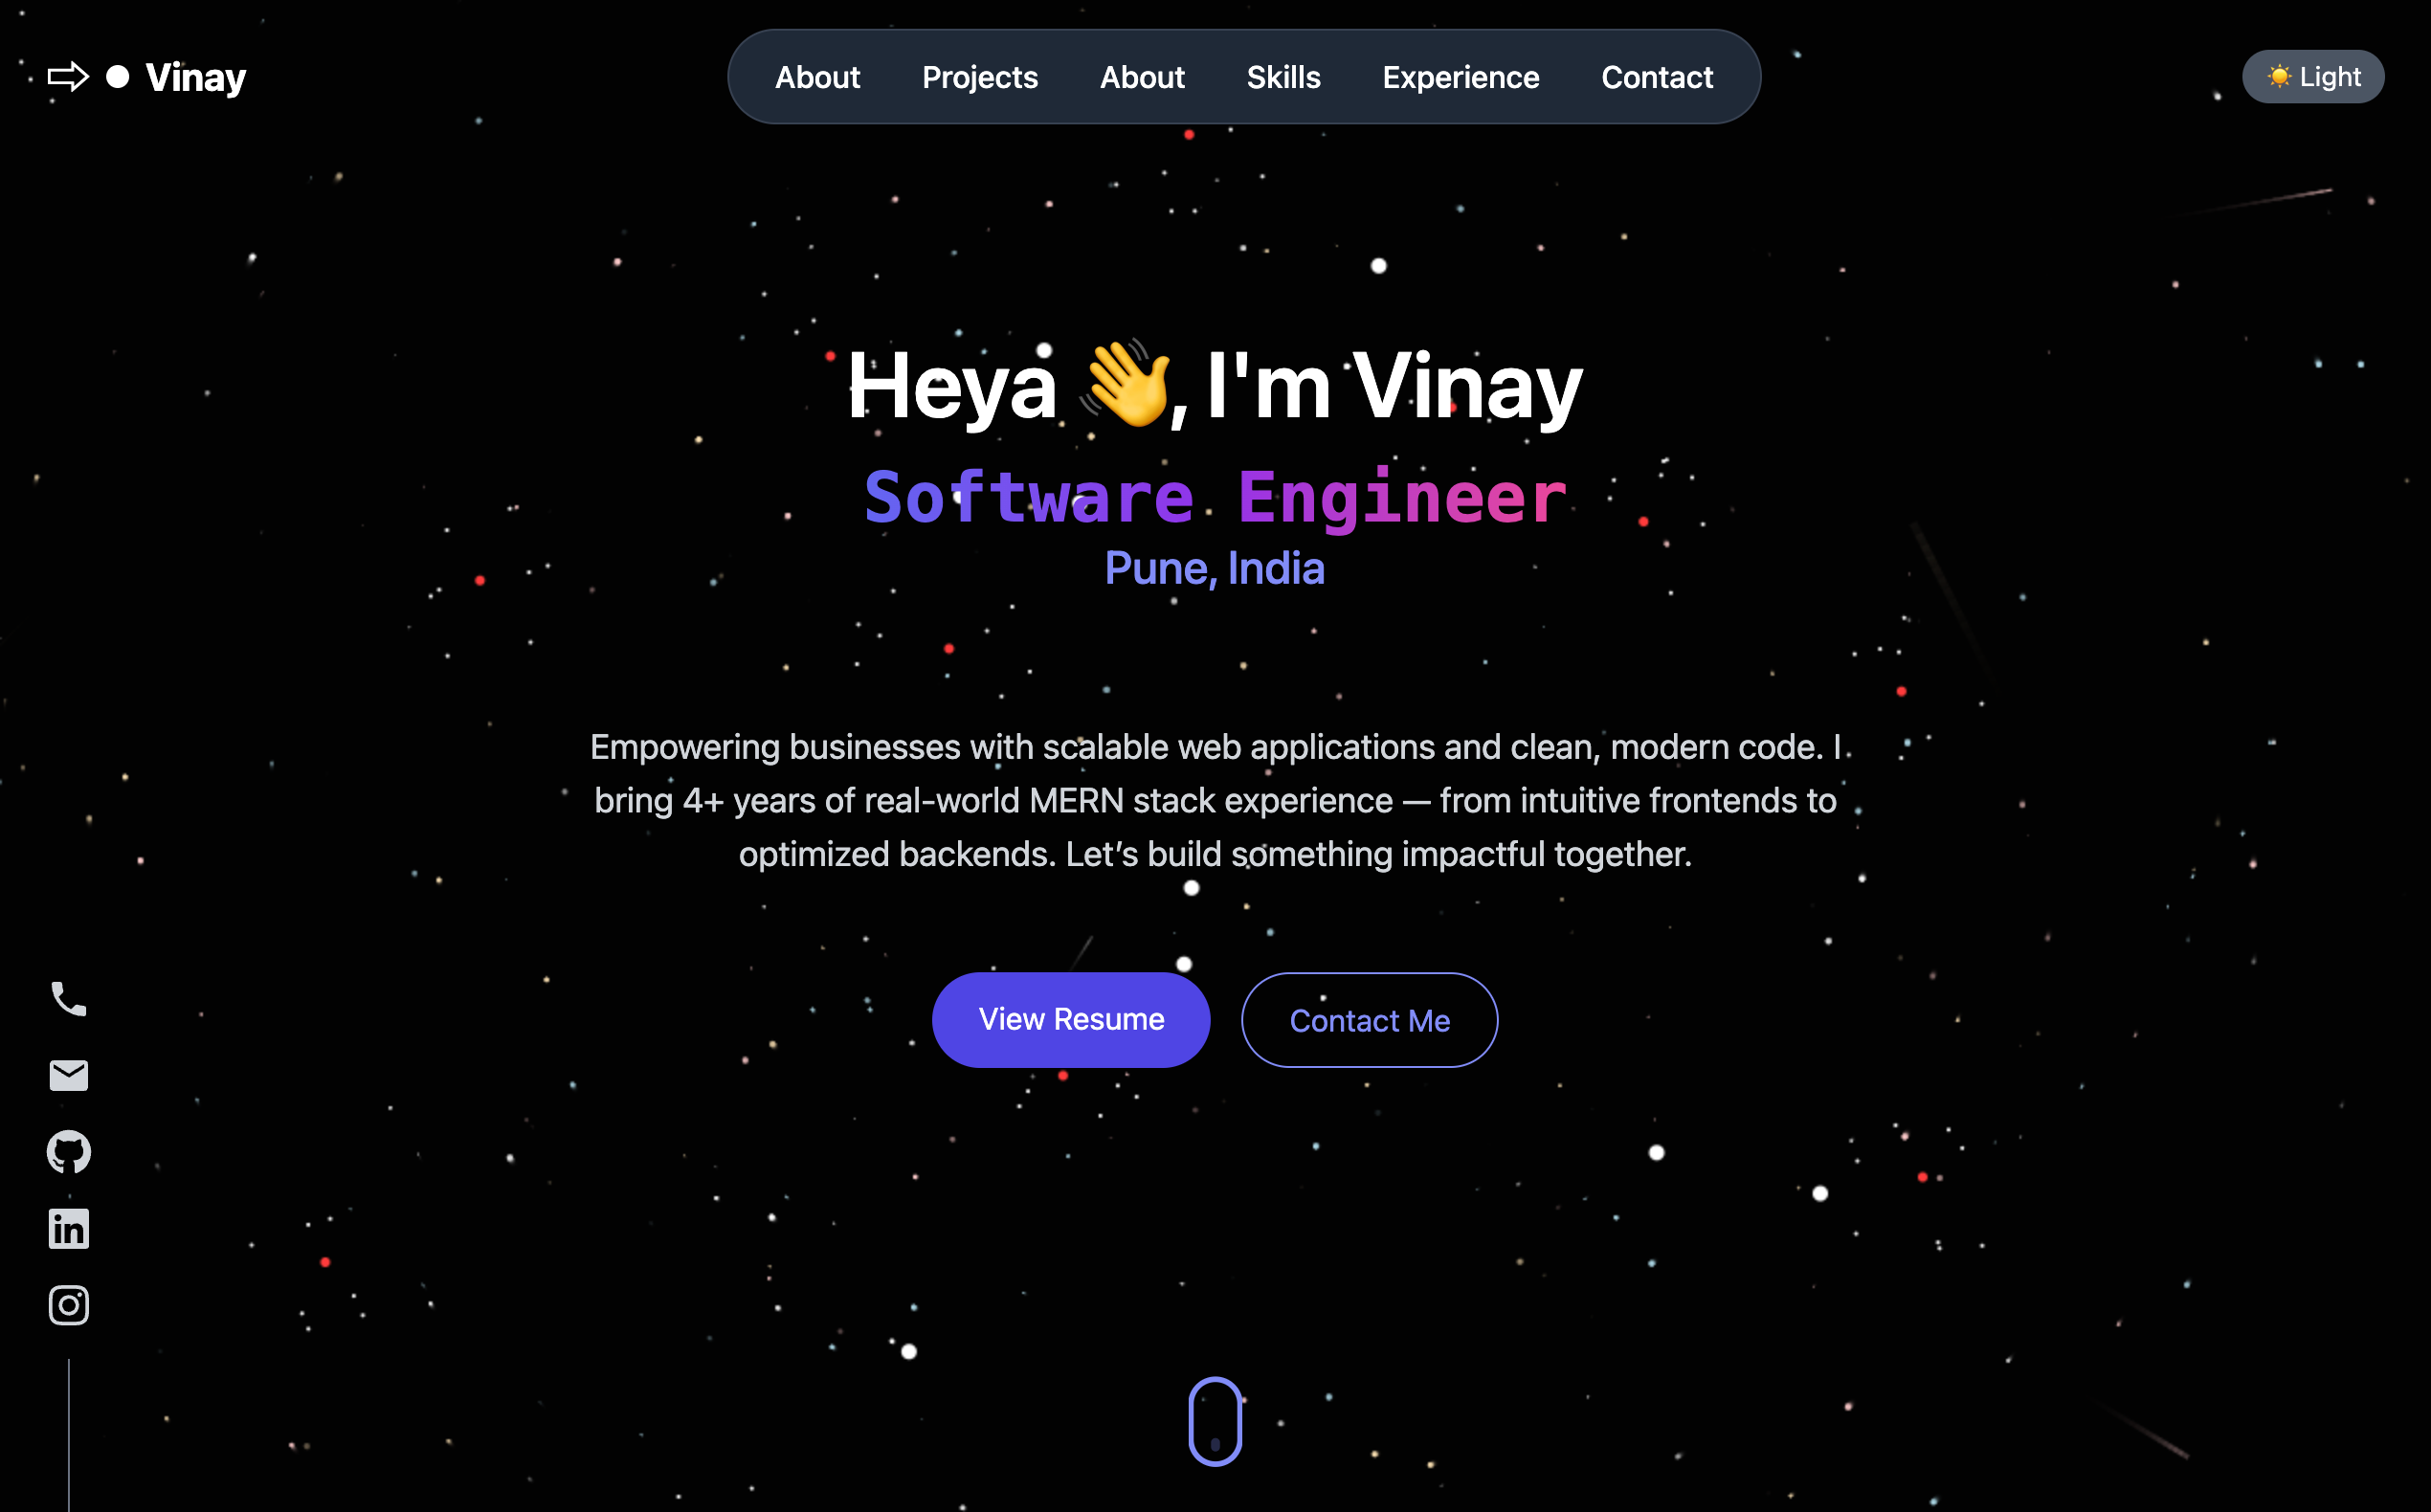 Vinay
About Projects About Skills Experience Contact
☀️ Light
Heya 👋, I'm Vinay
Software Engineer
Pune, India
Empowering businesses with scalable web applications and clean, modern code. I
bring 4+ years of real-world MERN stack experience — from intuitive frontends to
optimized backends. Let’s build something impactful together.
View Resume
Contact Me
in